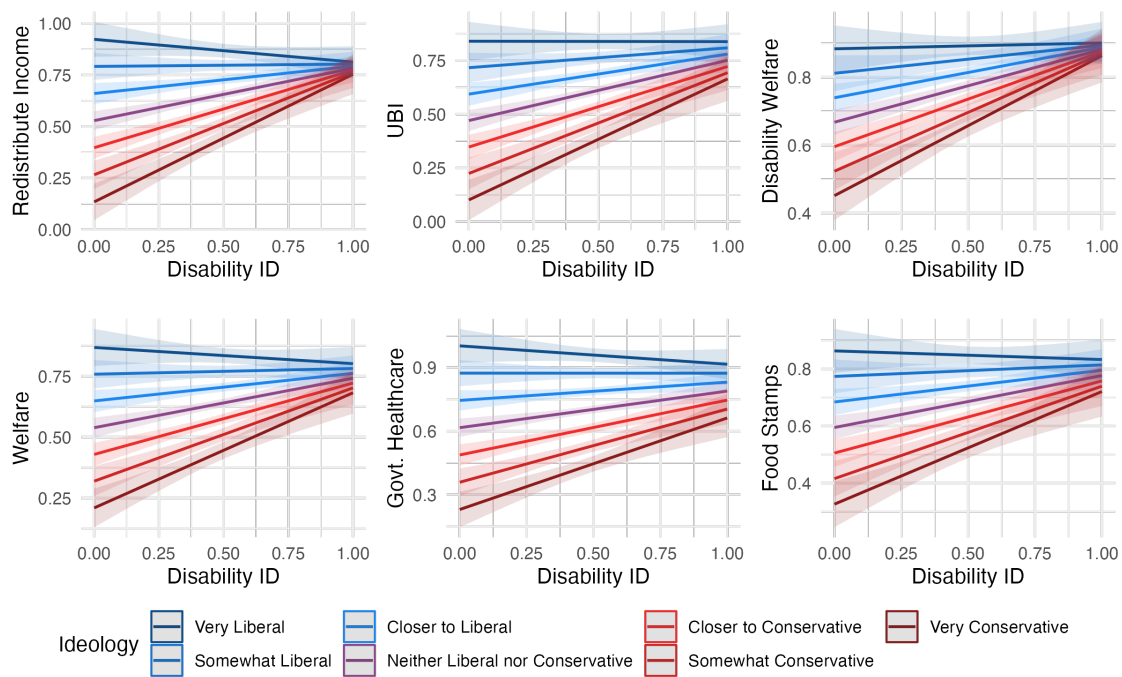 Redistribute Income
1.00
0.75
0.50
0.25
0.00
0.00 0.25 0.50 0.75 1.00
Disability ID
UBI
0.75
0.50
0.25
0.00
0.00 0.25 0.50 0.75 1.00
Disability ID
Disability Welfare
0.8
0.6
0.4
0.00 0.25 0.50 0.75 1.00
Disability ID
Welfare
0.75
0.50
0.25
0.00 0.25 0.50 0.75 1.00
Disability ID
Govt. Healthcare
0.9
0.6
0.3
0.00 0.25 0.50 0.75 1.00
Disability ID
Food Stamps
0.8
0.6
0.4
0.00 0.25 0.50 0.75 1.00
Disability ID
Ideology
Very Liberal
Somewhat Liberal
Closer to Liberal
Neither Liberal nor Conservative
Closer to Conservative
Somewhat Conservative
Very Conservative